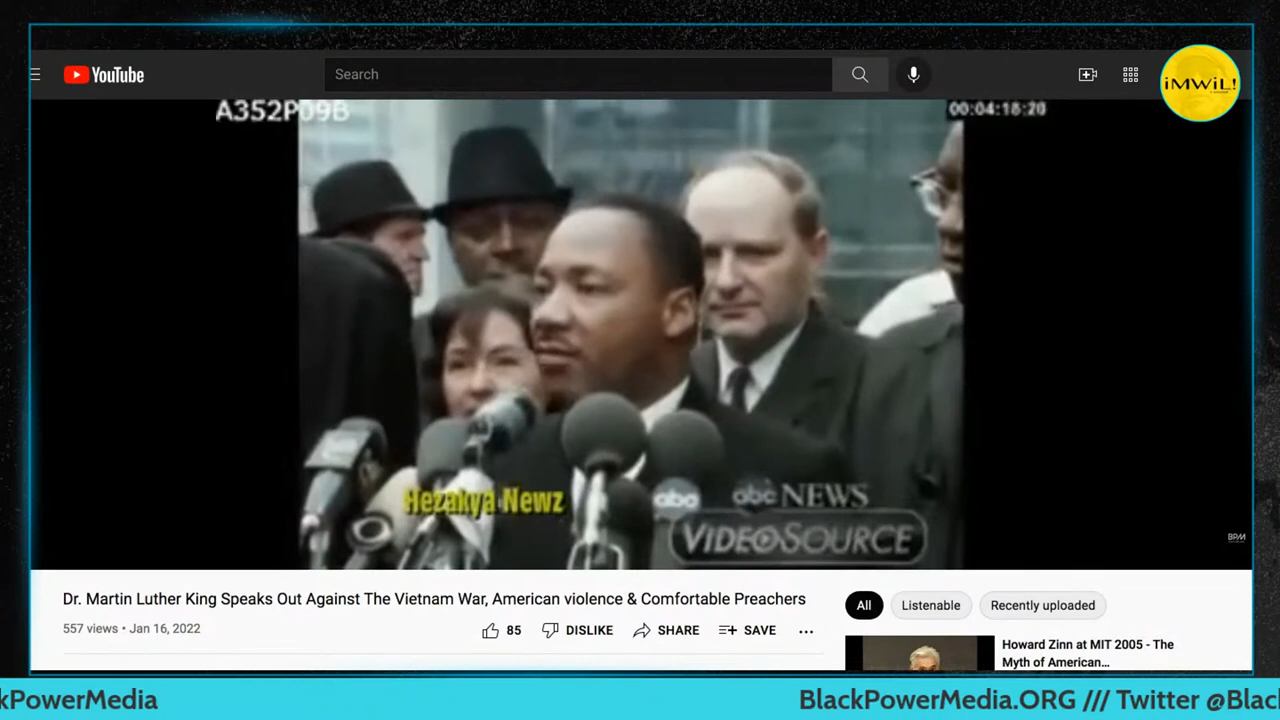 YouTube
Search
iMWiL!
A352P09B
00:04:18:20
Hezakya Newz
abc
abc NEWS
VIDEOSOURCE
BPM
Dr. Martin Luther King Speaks Out Against The Vietnam War, American violence & Comfortable Preachers
557 views • Jan 16, 2022
85 DISLIKE SHARE SAVE
All Listenable Recently uploaded
Howard Zinn at MIT 2005 - The
Myth of American...
kPowerMedia BlackPowerMedia.ORG /// Twitter @Blac